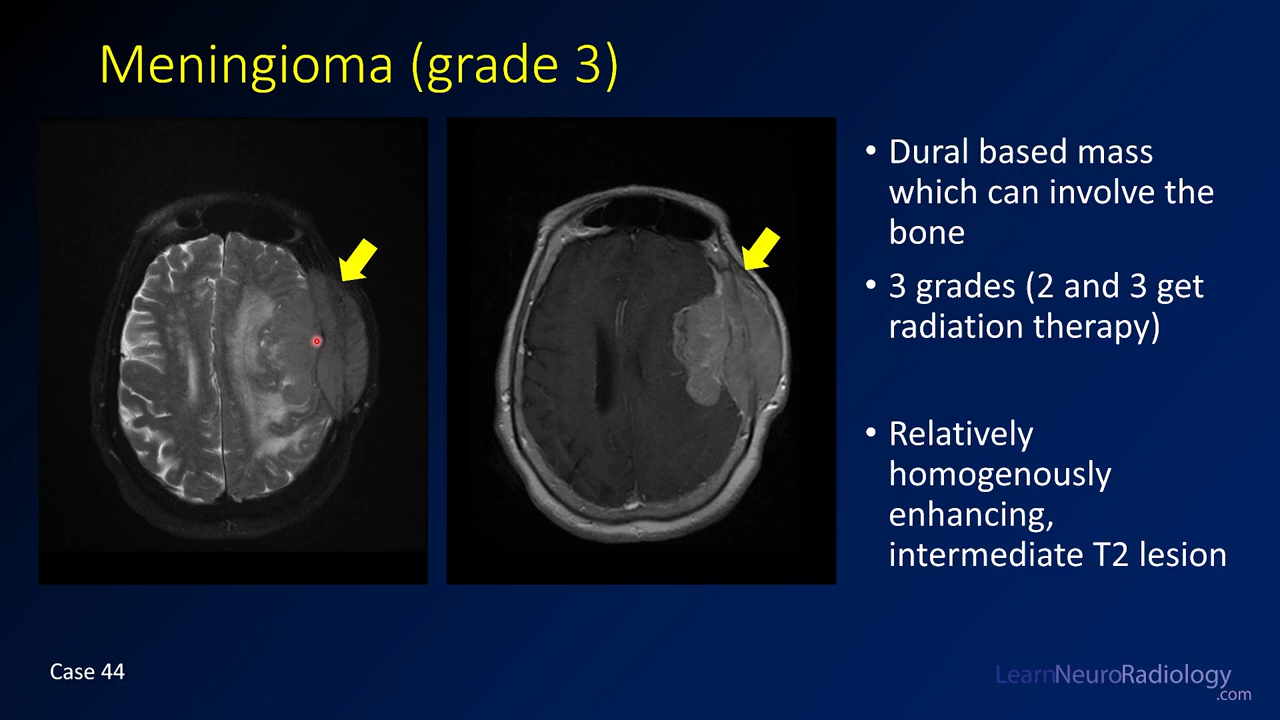 Meningioma (grade 3)
• Dural based mass
which can involve the
bone
• 3 grades (2 and 3 get
radiation therapy)
• Relatively
homogenously
enhancing,
intermediate T2 lesion
Case 44
LearnNeuroRadiology
.com